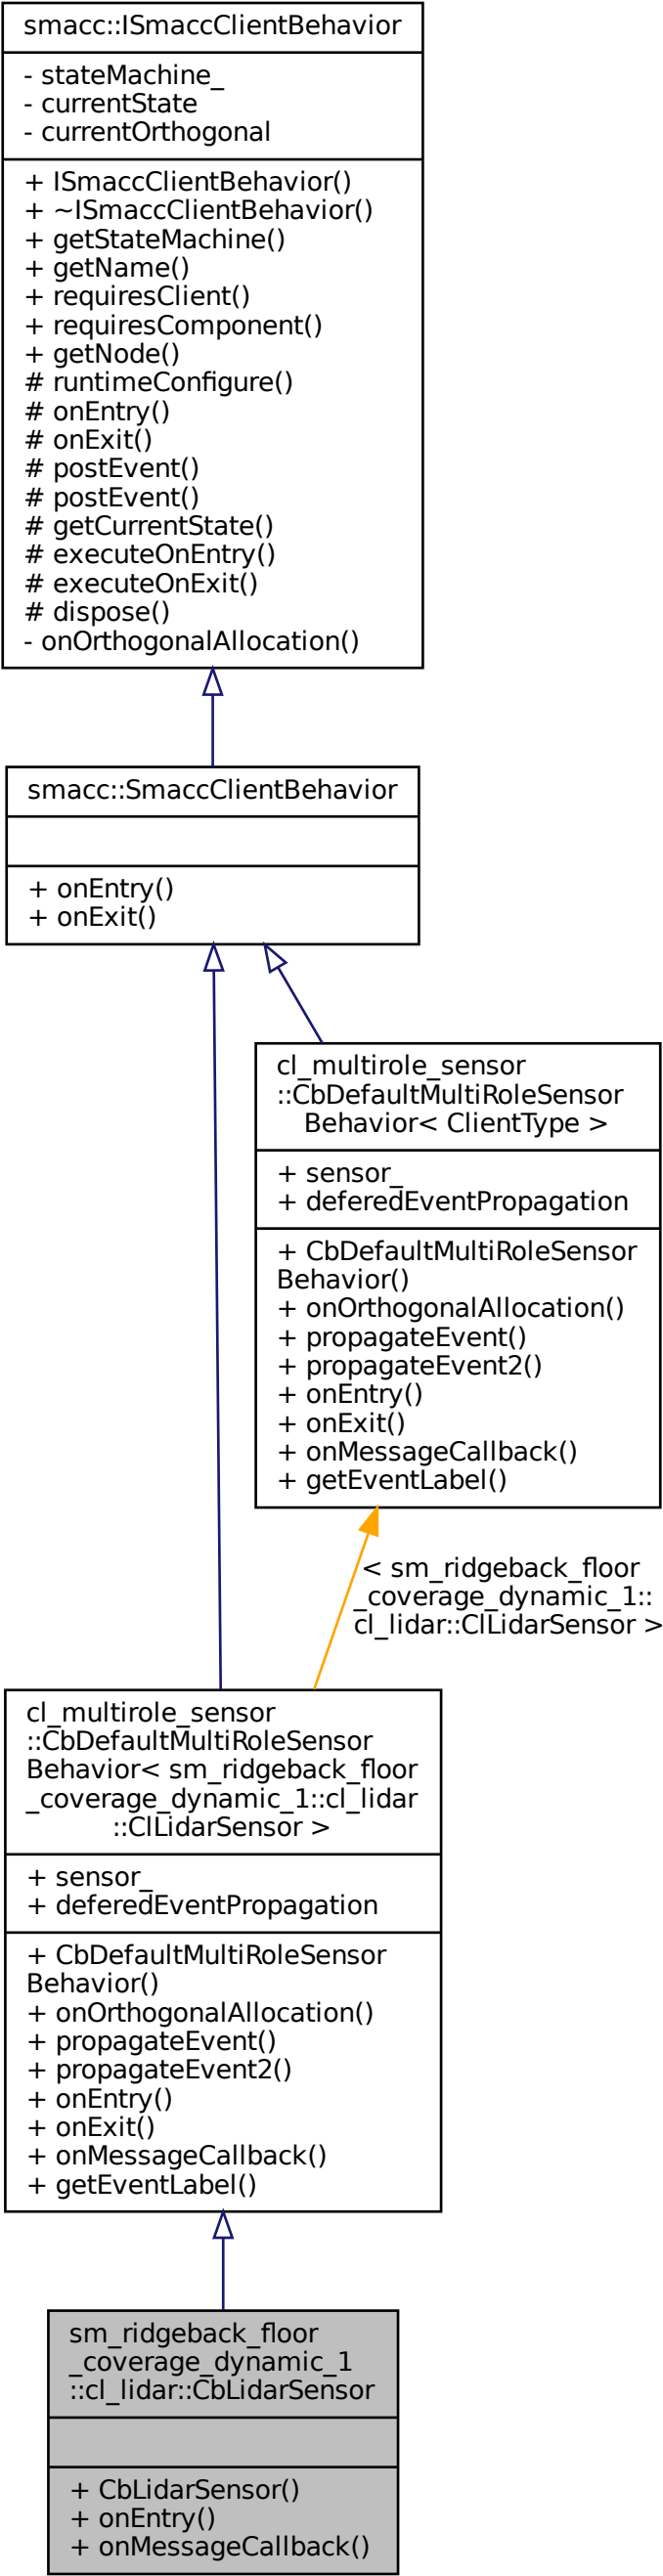 smacc::ISmaccClientBehavior
- stateMachine_
- currentState
- currentOrthogonal
+ ISmaccClientBehavior()
+ ~ISmaccClientBehavior()
+ getStateMachine()
+ getName()
+ requiresClient()
+ requiresComponent()
+ getNode()
# runtimeConfigure()
# onEntry()
# onExit()
# postEvent()
# postEvent()
# getCurrentState()
# executeOnEntry()
# executeOnExit()
# dispose()
- onOrthogonalAllocation()
smacc::SmaccClientBehavior
+ onEntry()
+ onExit()
cl_multirole_sensor
::CbDefaultMultiRoleSensor
Behavior< ClientType >
+ sensor_
+ deferedEventPropagation
+ CbDefaultMultiRoleSensor
Behavior()
+ onOrthogonalAllocation()
+ propagateEvent()
+ propagateEvent2()
+ onEntry()
+ onExit()
+ onMessageCallback()
+ getEventLabel()
< sm_ridgeback_floor
_coverage_dynamic_1::
cl_lidar::ClLidarSensor >
cl_multirole_sensor
::CbDefaultMultiRoleSensor
Behavior< sm_ridgeback_floor
_coverage_dynamic_1::cl_lidar
::ClLidarSensor >
+ sensor_
+ deferedEventPropagation
+ CbDefaultMultiRoleSensor
Behavior()
+ onOrthogonalAllocation()
+ propagateEvent()
+ propagateEvent2()
+ onEntry()
+ onExit()
+ onMessageCallback()
+ getEventLabel()
sm_ridgeback_floor
_coverage_dynamic_1
::cl_lidar::CbLidarSensor
+ CbLidarSensor()
+ onEntry()
+ onMessageCallback()